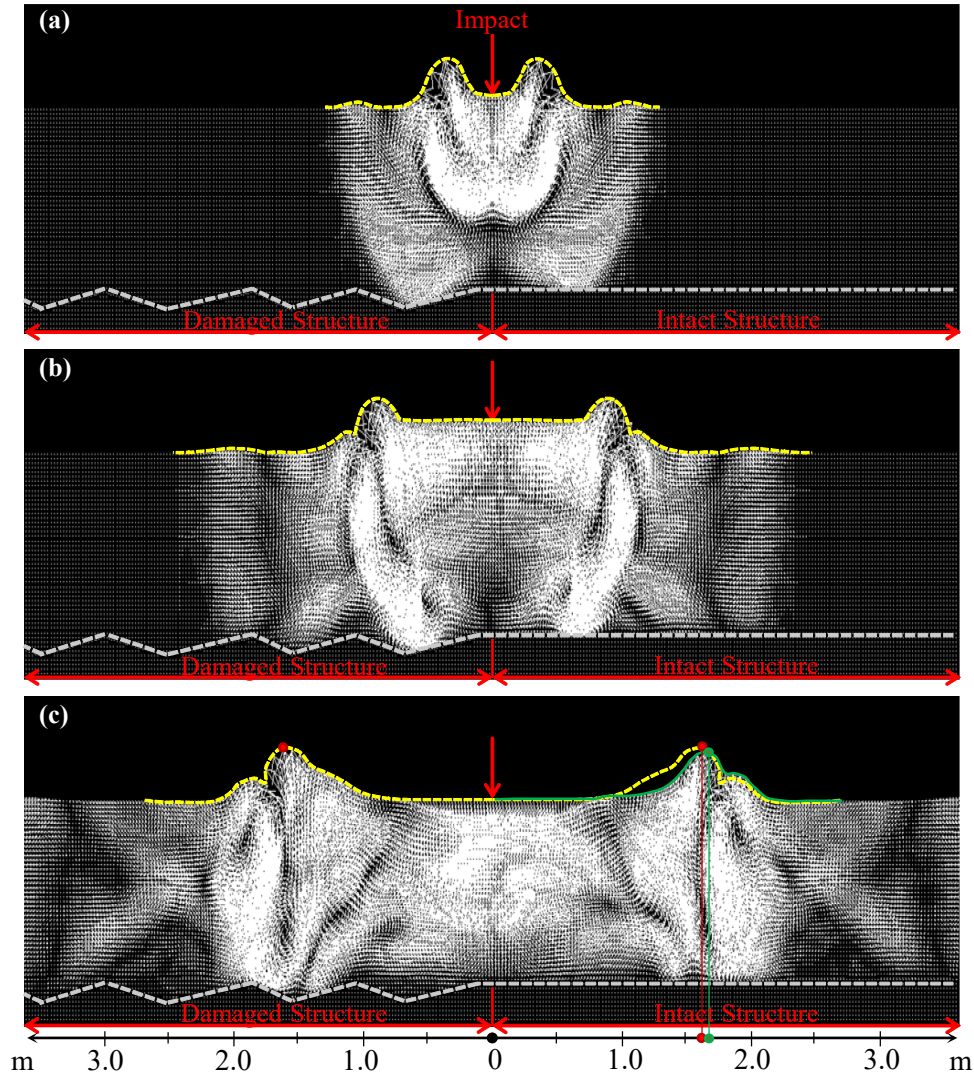 (a)
Impact
Damaged Structure Intact Structure
(b)
Damaged Structure Intact Structure
(c)
Damaged Structure Intact Structure
m 3.0 2.0 1.0 0 1.0 2.0 3.0 m